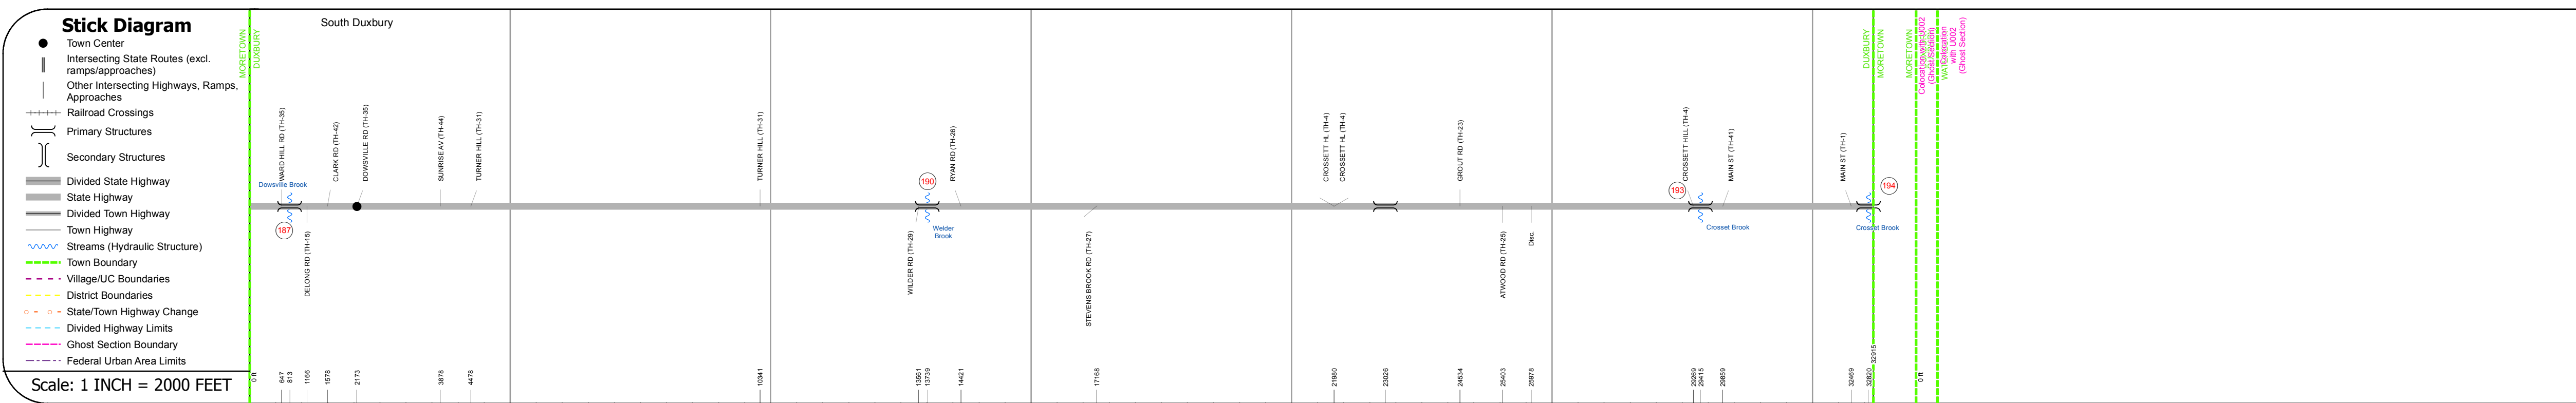 Stick Diagram
Town Center
Intersecting State Routes (excl.
ramps/approaches)
Other Intersecting Highways, Ramps,
Approaches
Railroad Crossings
Primary Structures
Secondary Structures
Divided State Highway
State Highway
Divided Town Highway
Town Highway
Streams (Hydraulic Structure)
Town Boundary
Village/UC Boundaries
District Boundaries
State/Town Highway Change
Divided Highway Limits
Ghost Section Boundary
Federal Urban Area Limits
Scale: 1 INCH = 2000 FEET
MORETOWN
DUXBURY
South Duxbury
WARD HILL RD (TH-35)
CLARK RD (TH-42)
DOWSVILLE RD (TH-35)
SUNRISE AV (TH-44)
TURNER HILL (TH-31)
TURNER HILL (TH-31)
RYAN RD (TH-26)
CROSSETT HL (TH-4)
CROSSETT HL (TH-4)
GROUT RD (TH-23)
CROSSETT HILL (TH-4)
MAIN ST (TH-41)
MAIN ST (TH-1)
DUXBURY
MORETOWN
MORETOWN
Colocation with U002
(Ghost Section)
Colocation
with U002
(Ghost Section)
Dowsville Brook
187
190
193
194
Welder
Brook
Crosset Brook
Crosset Brook
DELONG RD (TH-15)
WILDER RD (TH-29)
STEVENS BROOK RD (TH-27)
ATWOOD RD (TH-25)
Disc.
0 ft
647
813
1166
1578
2173
3878
4478
10341
13561
13739
14421
17168
21980
23026
24534
25403
25978
29269
29415
29859
32469
32820
32915
0 ft